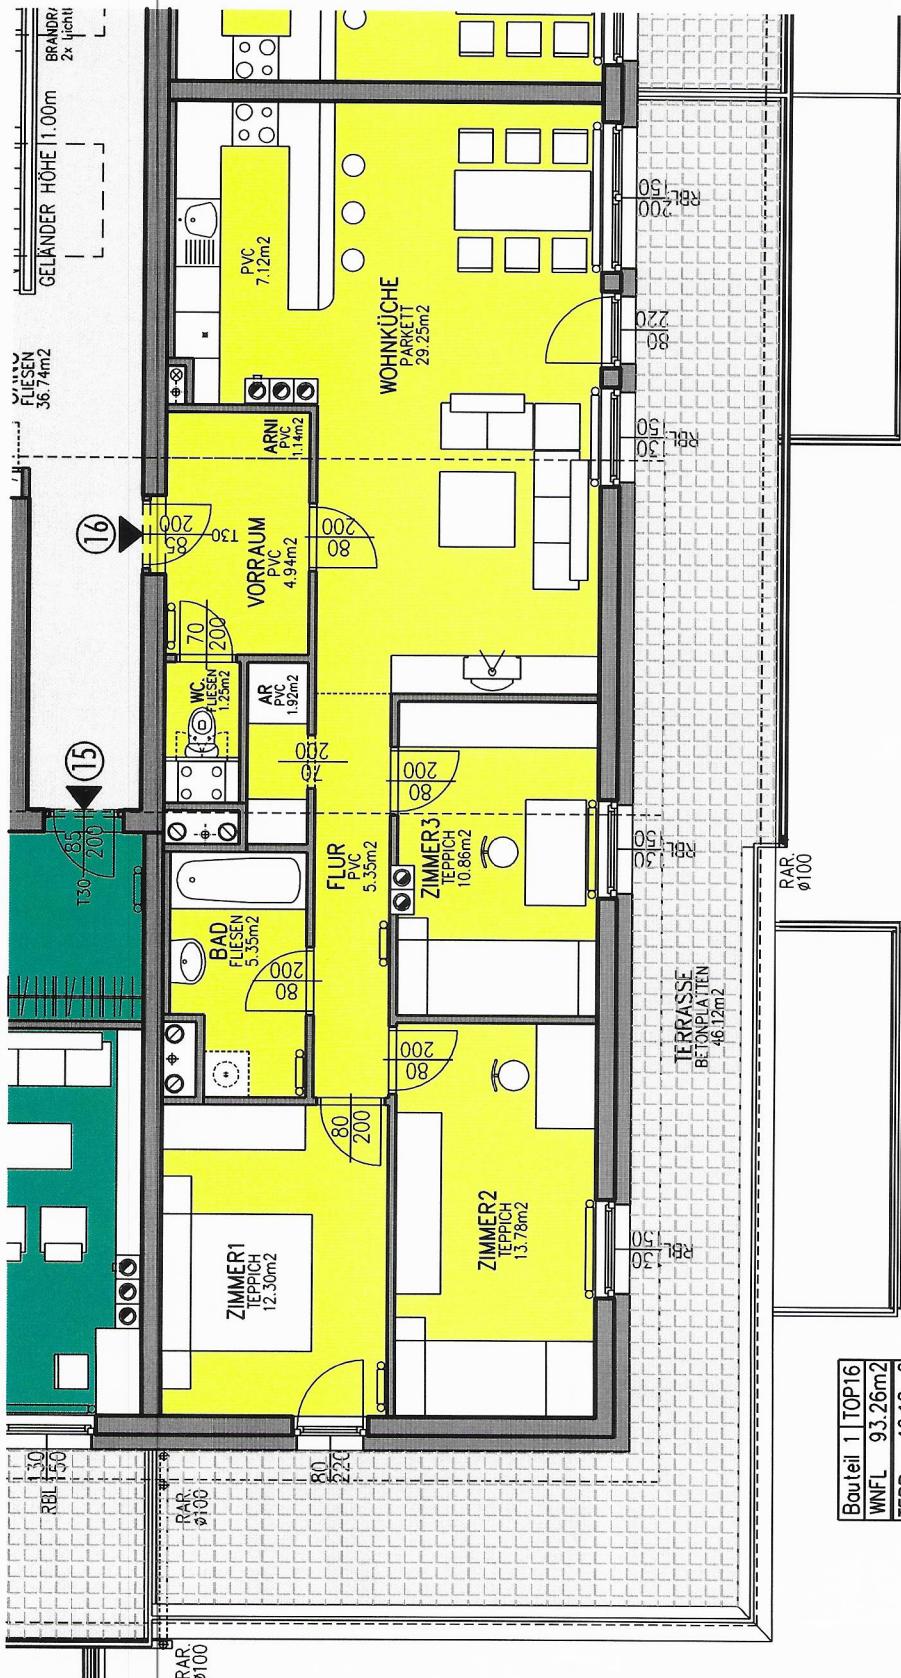 BRANDRA
2x Licht
GELÄNDER HÖHE 1.00m
FLIESEN
36.74m2
PVC
7.12m2
WOHNKÜCHE
PARKETT
29.25m2
200
150
RBL
80
220
130
150
RBL
ARNI
PVC
1.14m2
16
85
200
T30
VORRAUM
PVC
4.94m2
80
200
70
200
WC
FLIESEN
1.25m2
AR
PVC
1.92m2
70
200
15
85
200
T30
80
200
ZIMMER3
TEPPICH
10.86m2
130
150
RBL
FLUR
PVC
5.35m2
BAD
FLIESEN
5.35m2
80
200
RAR.
ø100
TERRASSE
BETONPLATTEN
46.12m2
80
200
80
200
ZIMMER2
TEPPICH
13.78m2
ZIMMER1
TEPPICH
12.30m2
130
150
RBL
80
220
RBL
130
150
RAR.
ø100
RAR.
ø100
Bauteil 1 TOP16
WNFL 93.26m2